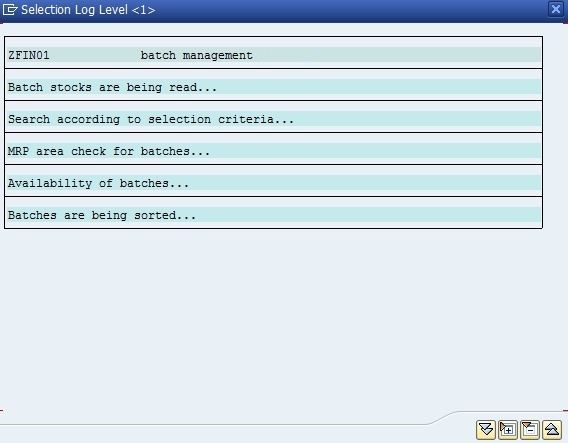 Selection Log Level <1>
ZFIN01 batch management
Batch stocks are being read...
Search according to selection criteria...
MRP area check for batches...
Availability of batches...
Batches are being sorted...